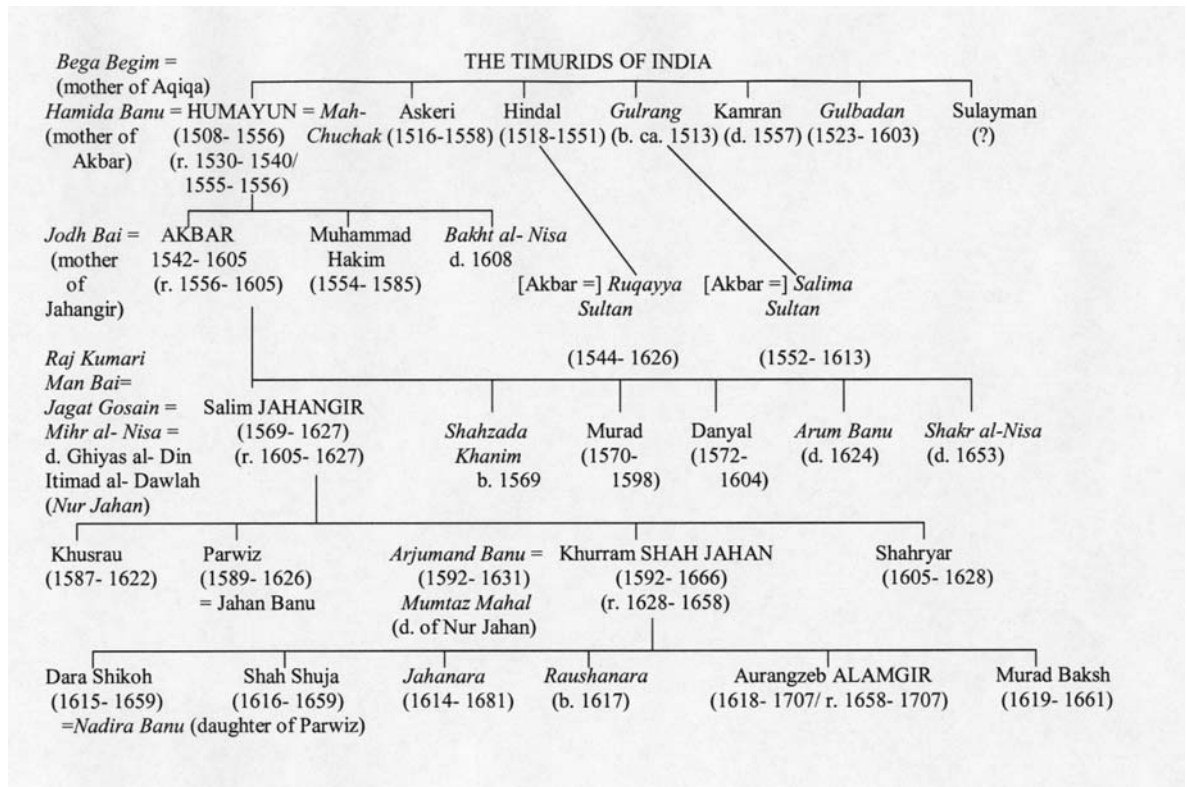 THE TIMURIDS OF INDIA
Bega Begim =
(mother of Aqiqa)
Hamida Banu = HUMAYUN = Mah-
(mother of (1508- 1556) Chuchak
Akbar) (r. 1530- 1540/
1555- 1556)
Askeri
(1516-1558)
Hindal
(1518-1551)
Gulrang
(b. ca. 1513)
Kamran
(d. 1557)
Gulbadan
(1523- 1603)
Sulayman
(?)
Jodh Bai = AKBAR
(mother 1542- 1605
of (r. 1556- 1605)
Jahangir)
Muhammad
Hakim
(1554- 1585)
Bakht al- Nisa
d. 1608
[Akbar =] Ruqayya
Sultan
(1544- 1626)
[Akbar =] Salima
Sultan
(1552- 1613)
Raj Kumari
Man Bai=
Jagat Gosain = Salim JAHANGIR
Mihr al- Nisa = (1569- 1627)
d. Ghiyas al- Din (r. 1605- 1627)
Itimad al- Dawlah
(Nur Jahan)
Shahzada
Khanim
b. 1569
Murad
(1570-
1598)
Danyal
(1572-
1604)
Arum Banu
(d. 1624)
Shakr al-Nisa
(d. 1653)
Khusrau
(1587- 1622)
Parwiz
(1589- 1626)
= Jahan Banu
Arjumand Banu = Khurram SHAH JAHAN
(1592- 1631) (1592- 1666)
Mumtaz Mahal (r. 1628- 1658)
(d. of Nur Jahan)
Shahryar
(1605- 1628)
Dara Shikoh
(1615- 1659)
=Nadira Banu (daughter of Parwiz)
Shah Shuja
(1616- 1659)
Jahanara
(1614- 1681)
Raushanara
(b. 1617)
Aurangzeb ALAMGIR
(1618- 1707/ r. 1658- 1707)
Murad Baksh
(1619- 1661)